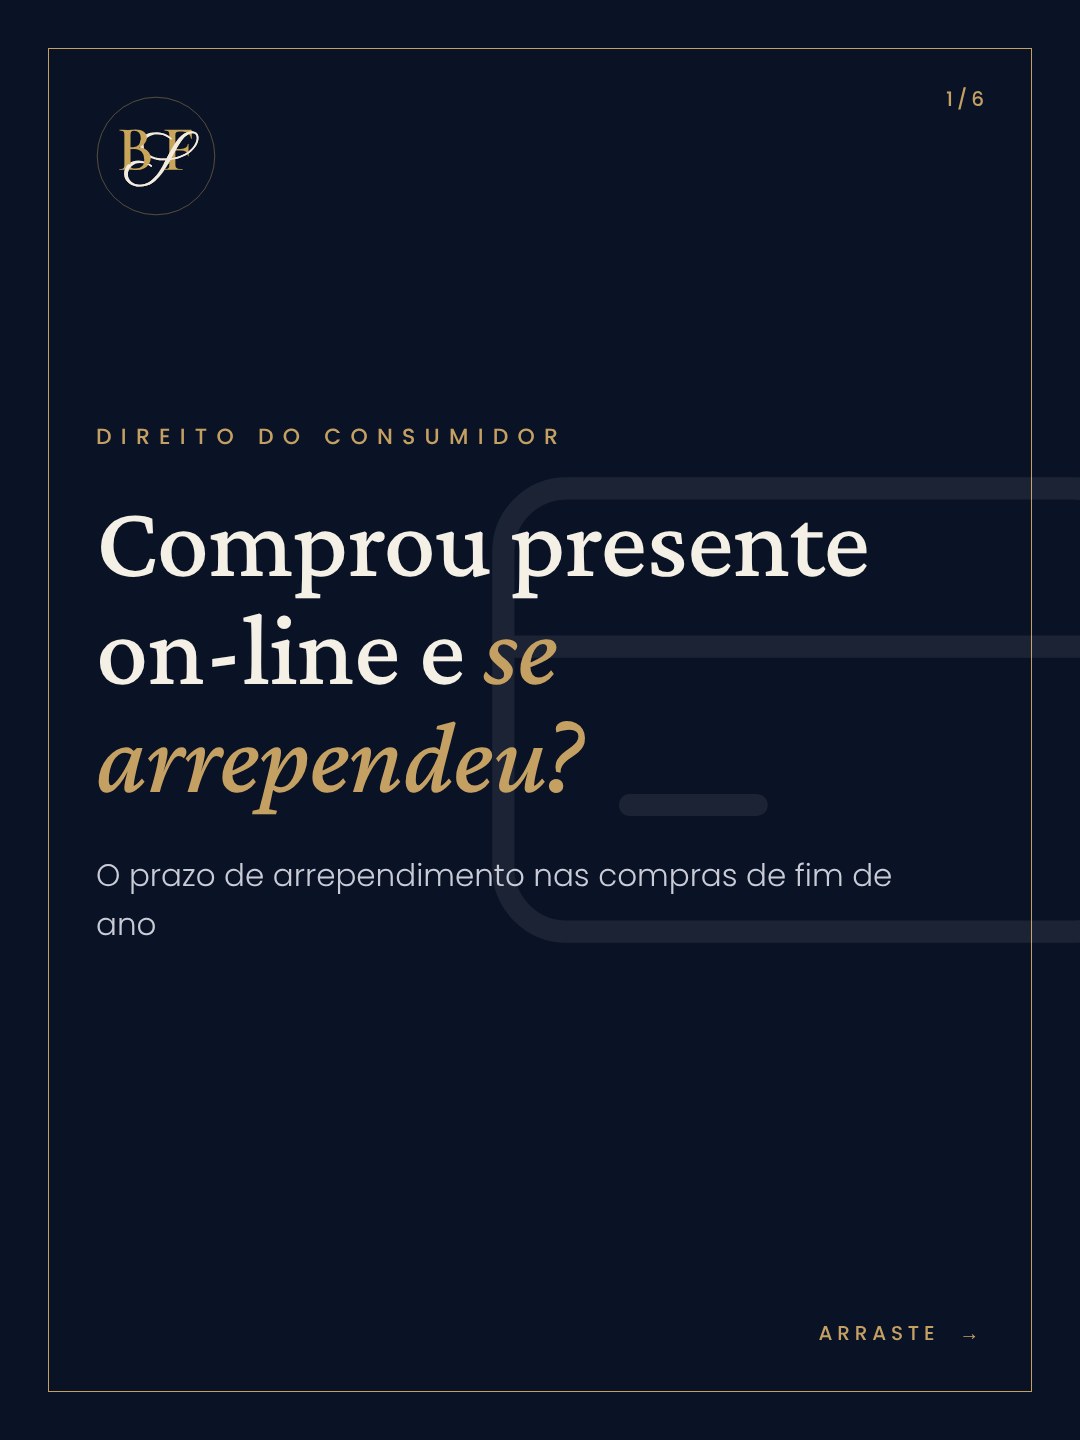 BSF
1/6
DIREITO DO CONSUMIDOR
Comprou presente
on-line e se
arrependeu?
O prazo de arrependimento nas compras de fim de
ano
ARRASTE →